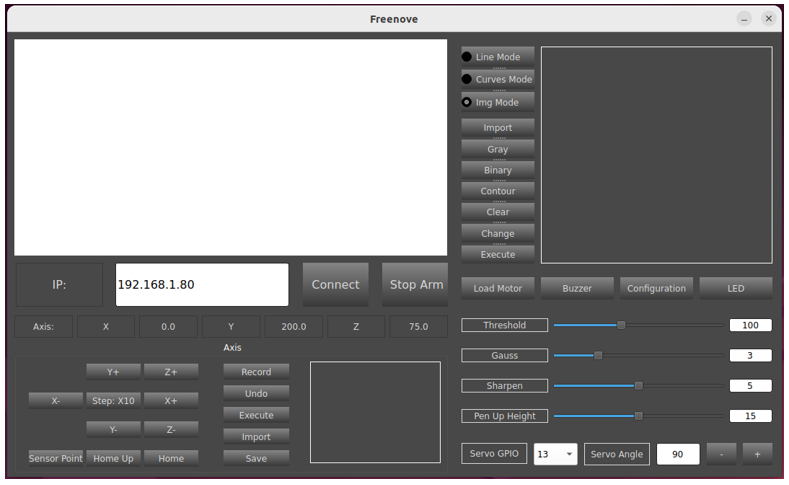 Freenove
Line Mode
Curves Mode
Img Mode
Import
Gray
Binary
Contour
Clear
Change
Execute
IP: 192.168.1.80 Connect Stop Arm
Load Motor Buzzer Configuration LED
Axis: X 0.0 Y 200.0 Z 75.0
Axis
Y+ Z+
X- Step: X10 X+
Y- Z-
Sensor Point Home Up Home
Record
Undo
Execute
Import
Save
Threshold 100
Gauss 3
Sharpen 5
Pen Up Height 15
Servo GPIO 13 Servo Angle 90 - +